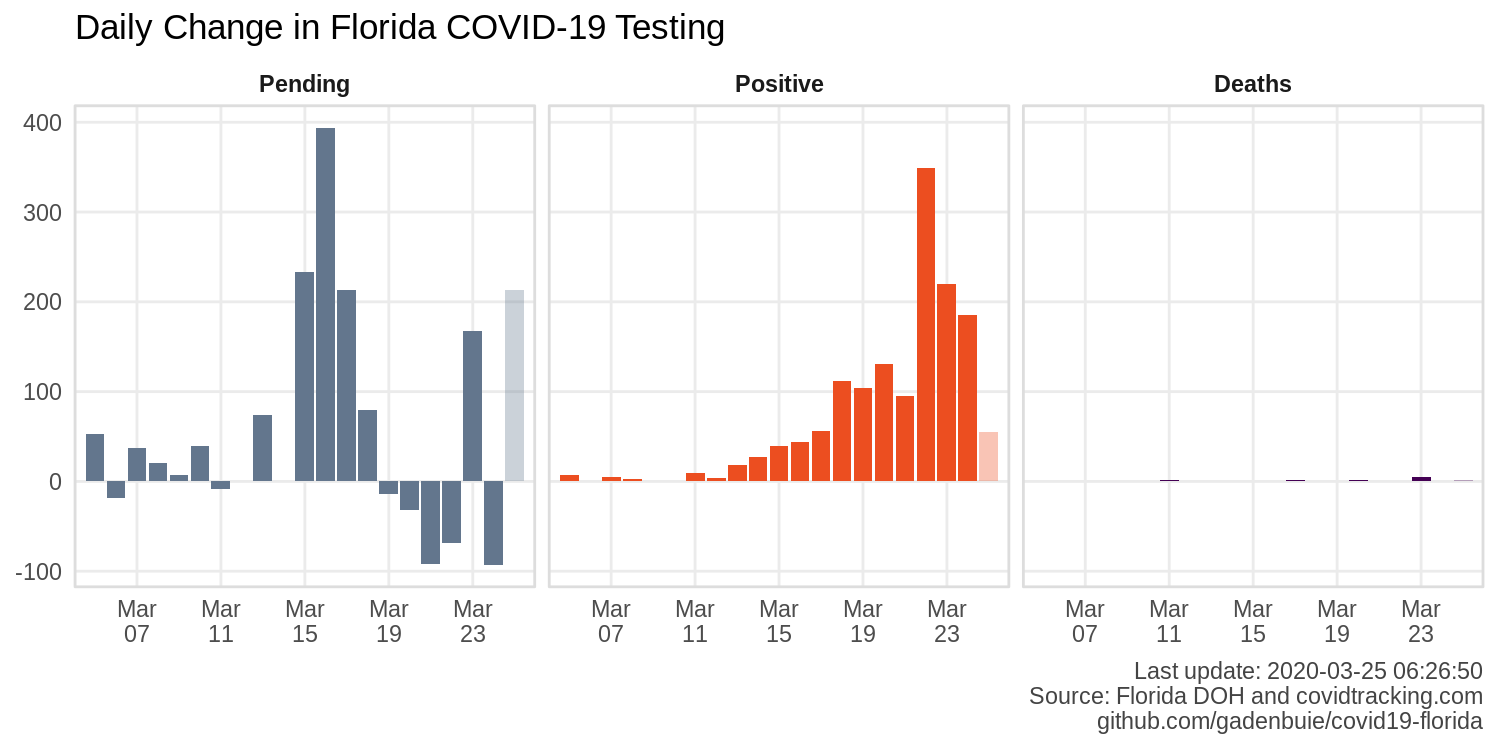 Daily Change in Florida COVID-19 Testing
Pending
Positive
Deaths
400
300
200
100
0
-100
Mar
07
Mar
11
Mar
15
Mar
19
Mar
23
Mar
07
Mar
11
Mar
15
Mar
19
Mar
23
Mar
07
Mar
11
Mar
15
Mar
19
Mar
23
Last update: 2020-03-25 06:26:50
Source: Florida DOH and covidtracking.com
github.com/gadenbuie/covid19-florida